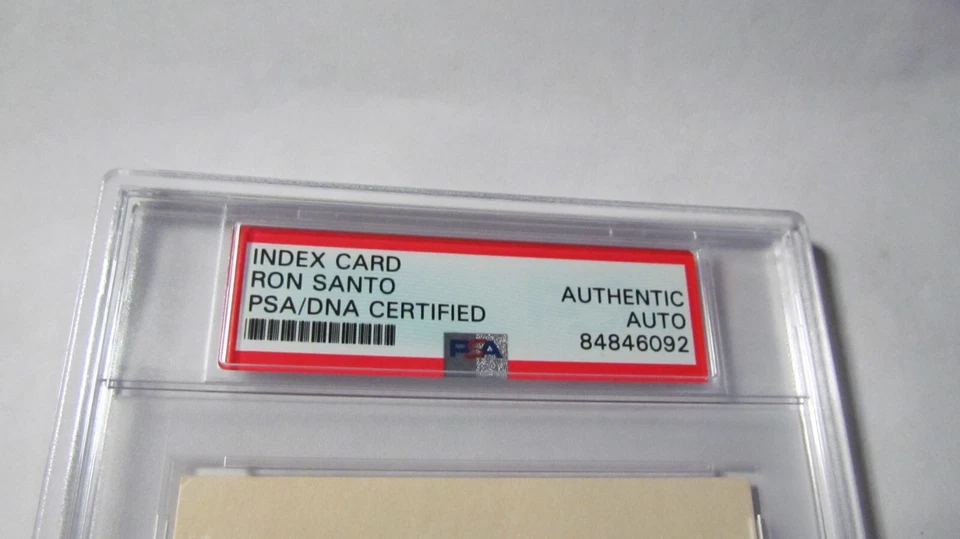 INDEX CARD
RON SANTO
PSA/DNA CERTIFIED
AUTHENTIC
AUTO
84846092
PSA